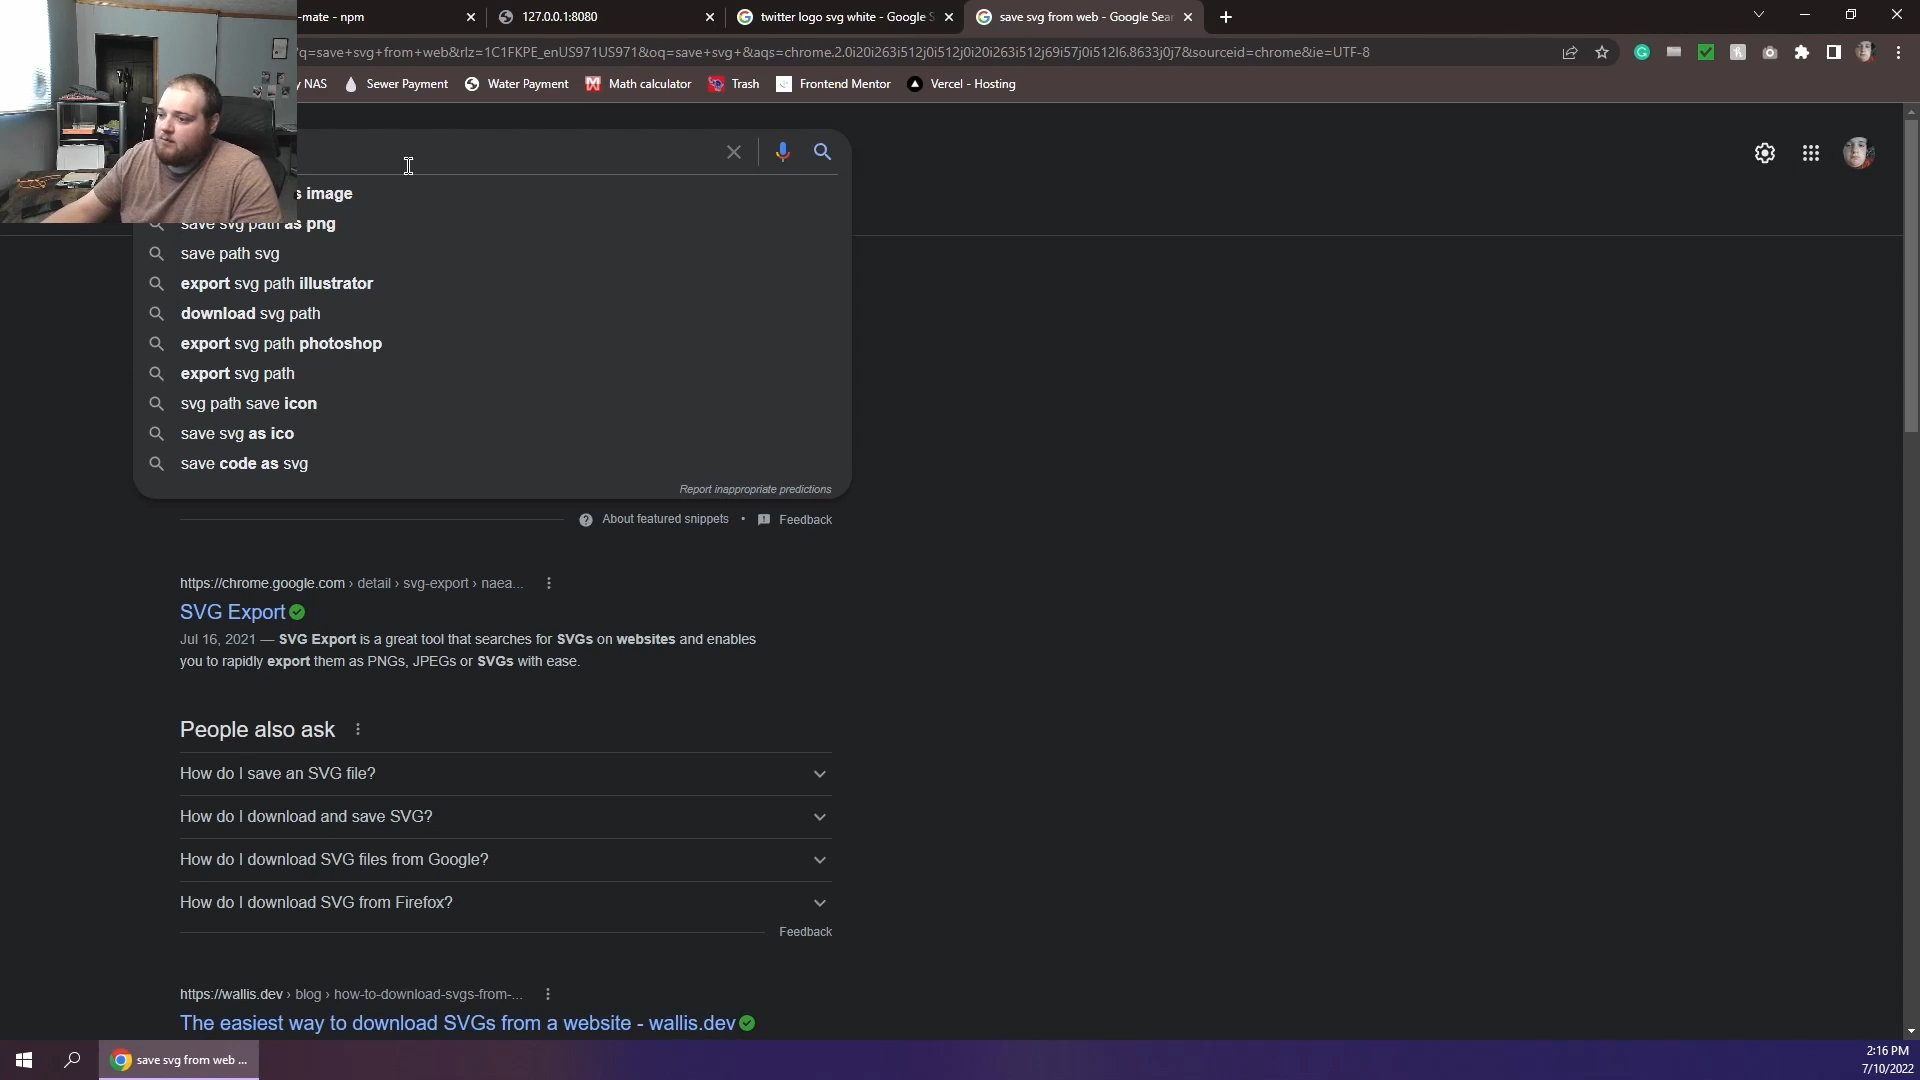 -mate - npm
127.0.0.1:8080
twitter logo svg white - Google S
save svg from web - Google Sear
?q=save+svg+from+web&rlz=1C1FKPE_enUS971US971&oq=save+svg+&aqs=chrome.2.0i20i263i512j0i512j0i20i263i512j69i57j0i512l6.8633j0j7&sourceid=chrome&ie=UTF-8
NAS
Sewer Payment
Water Payment
Math calculator
Trash
Frontend Mentor
Vercel - Hosting
s image
save svg path as png
save path svg
export svg path illustrator
download svg path
export svg path photoshop
export svg path
svg path save icon
save svg as ico
save code as svg
Report inappropriate predictions
About featured snippets • Feedback
https://chrome.google.com › detail › svg-export › naea...
SVG Export
Jul 16, 2021 — SVG Export is a great tool that searches for SVGs on websites and enables
you to rapidly export them as PNGs, JPEGs or SVGs with ease.
People also ask
How do I save an SVG file?
How do I download and save SVG?
How do I download SVG files from Google?
How do I download SVG from Firefox?
Feedback
https://wallis.dev › blog › how-to-download-svgs-from-...
The easiest way to download SVGs from a website - wallis.dev
save svg from web ...
2:16 PM
7/10/2022